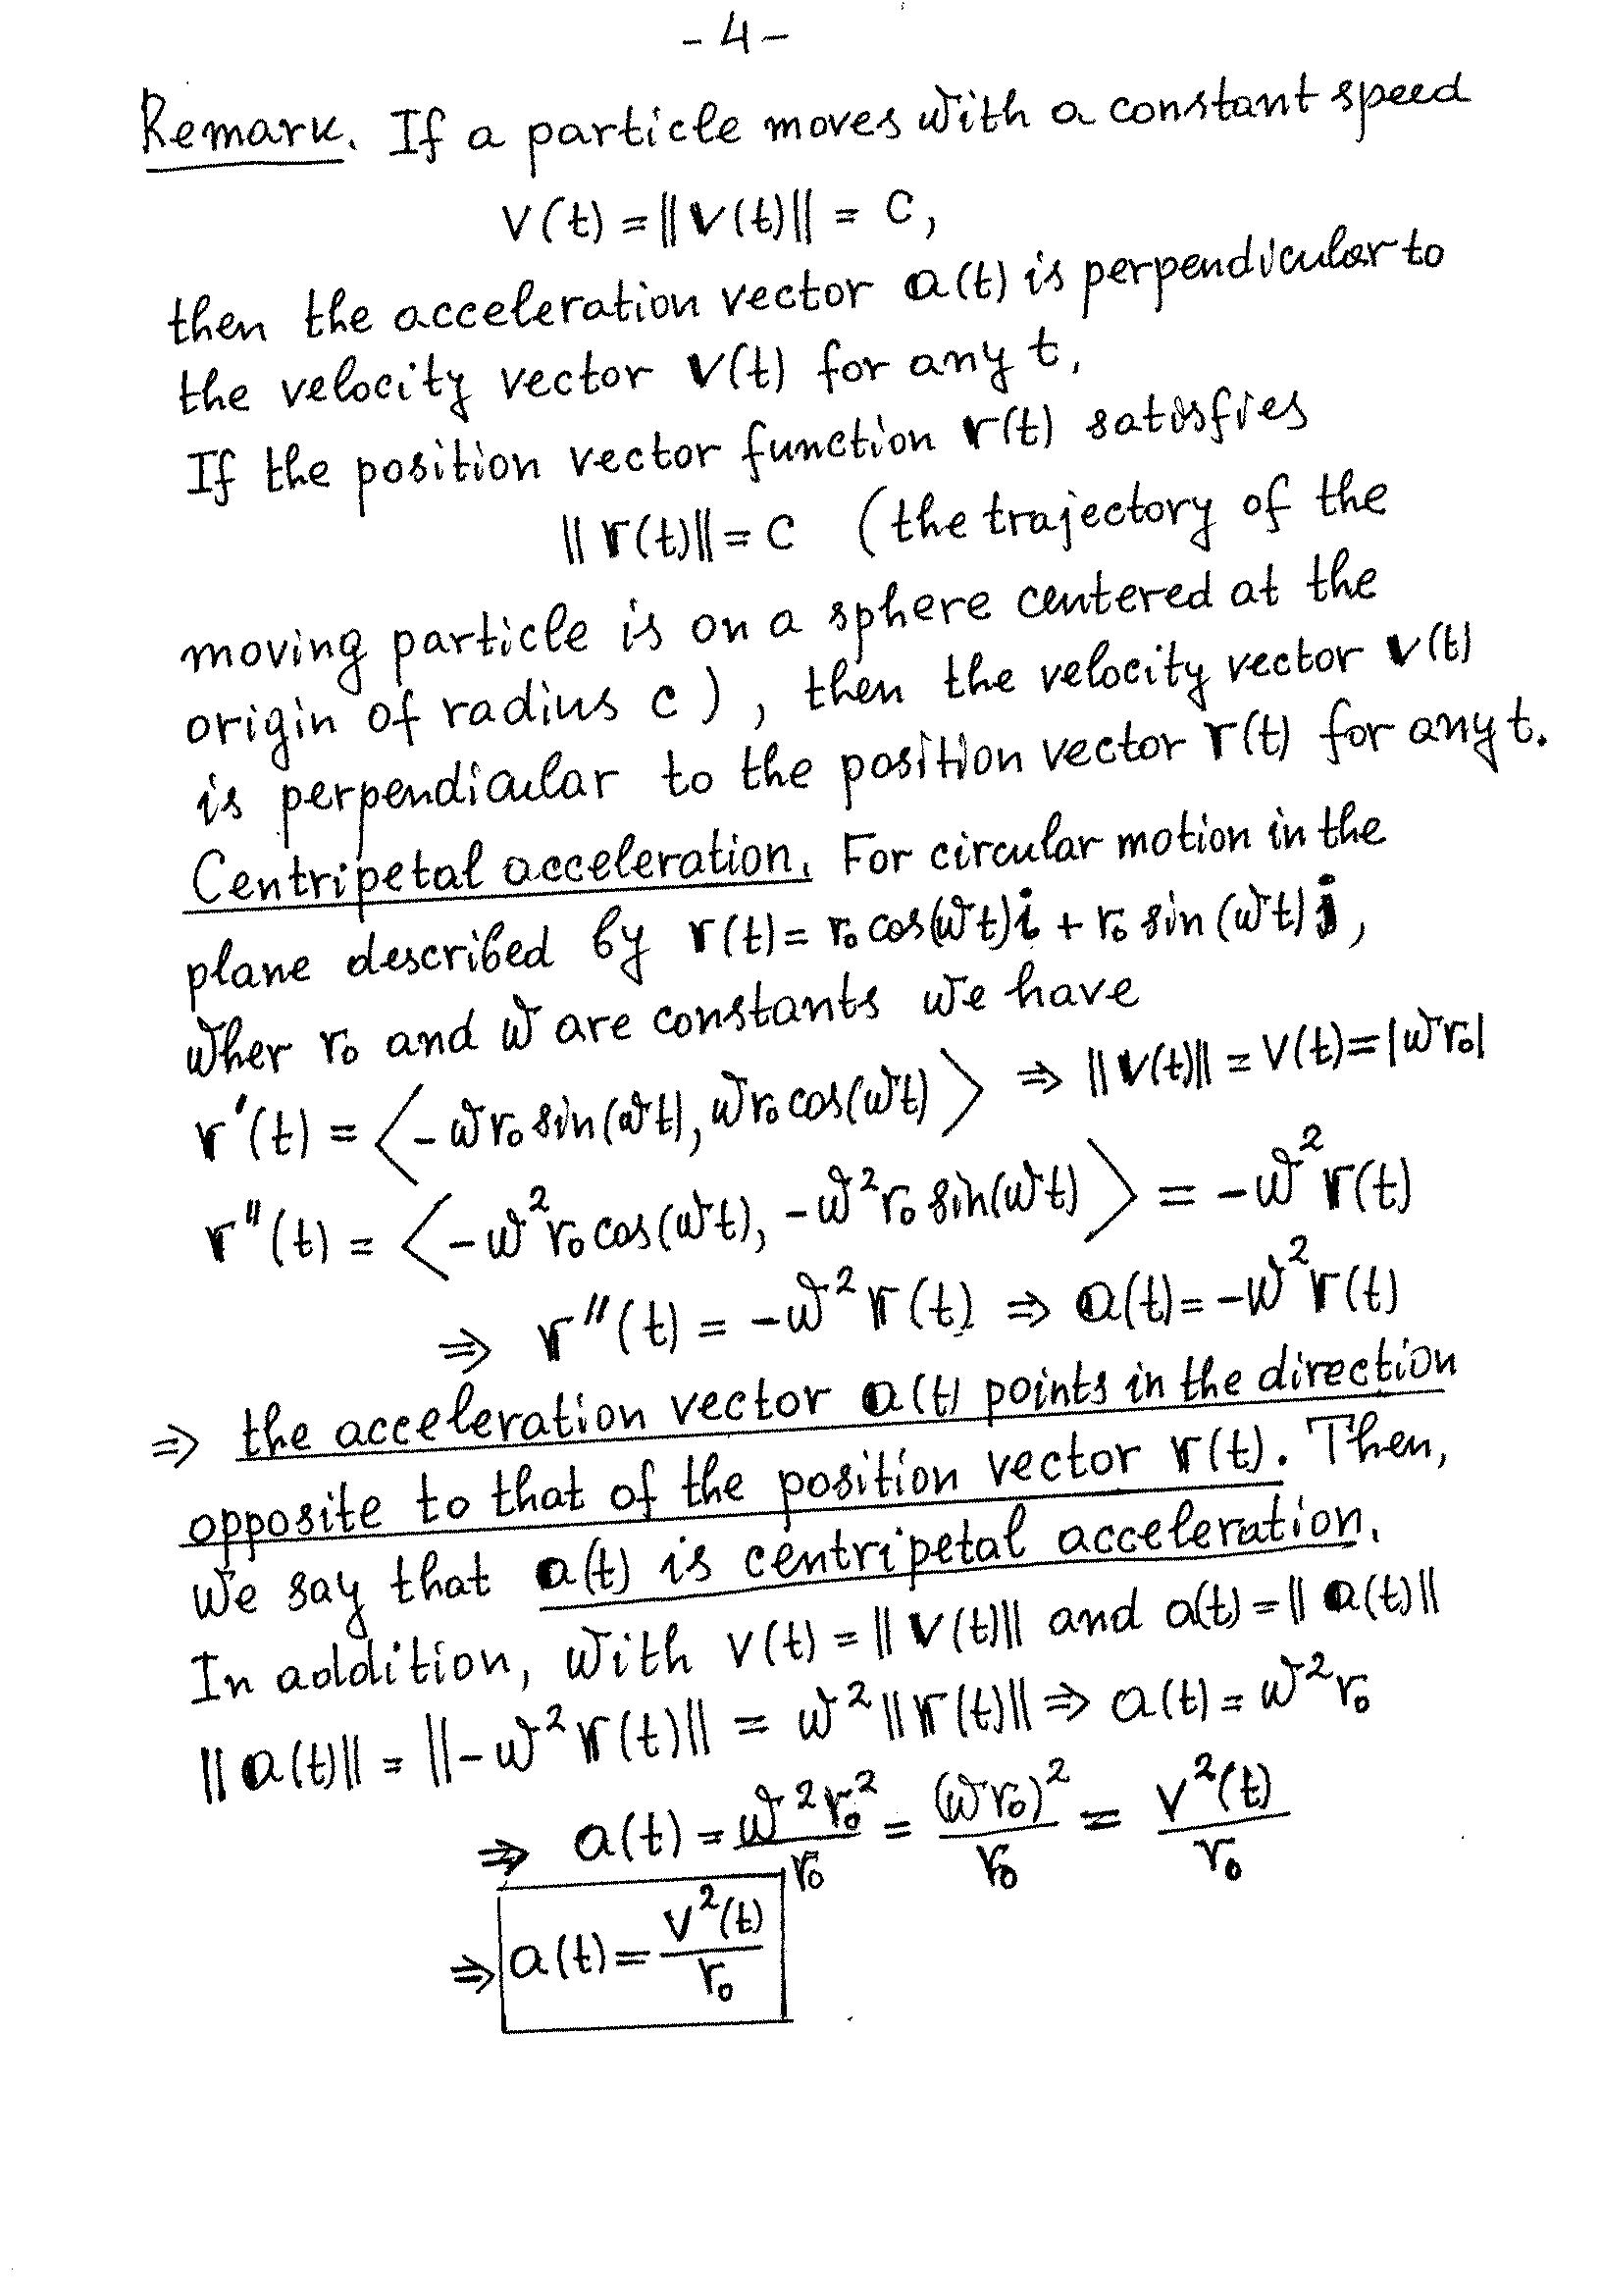 - 4 -
Remark. If a particle moves with a constant speed
v(t) = ‖v(t)‖ = c,
then the acceleration vector a(t) is perpendicular to
the velocity vector v(t) for any t.
If the position vector function r(t) satisfies
‖r(t)‖ = c (the trajectory of the
moving particle is on a sphere centered at the
origin of radius c), then the velocity vector v(t)
is perpendicular to the position vector r(t) for any t.
Centripetal acceleration. For circular motion in the
plane described by r(t) = r₀ cos(ωt)i + r₀ sin(ωt)j,
Wher r₀ and ω are constants we have
r'(t) = ⟨-ωr₀ sin(ωt), ωr₀ cos(ωt)⟩ ⇒ ‖v(t)‖ = v(t) = |ωr₀|
r''(t) = ⟨-ω²r₀ cos(ωt), -ω²r₀ sin(ωt)⟩ = -ω²r(t)
⇒ r''(t) = -ω²r(t) ⇒ a(t) = -ω²r(t)
⇒ the acceleration vector a(t) points in the direction
opposite to that of the position vector r(t). Then,
We say that a(t) is centripetal acceleration.
In addition, With v(t) = ‖v(t)‖ and a(t) = ‖a(t)‖
‖a(t)‖ = ‖-ω²r(t)‖ = ω²‖r(t)‖ ⇒ a(t) = ω²r₀
⇒ a(t) = ω²r₀²/r₀ = (ωr₀)²/r₀ = v²(t)/r₀
⇒ a(t) = v²(t)/r₀